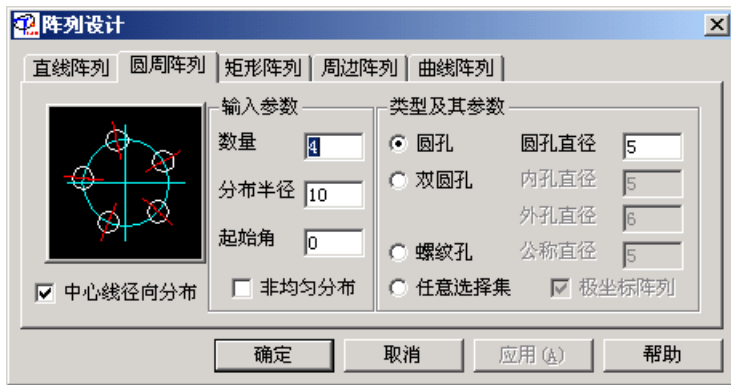 阵列设计
直线阵列 圆周阵列 矩形阵列 周边阵列 曲线阵列
输入参数
数量 4
分布半径 10
起始角 0
非均匀分布
中心线径向分布
类型及其参数
圆孔 圆孔直径 5
双圆孔 内孔直径 5
外孔直径 6
螺纹孔 公称直径 5
任意选择集 极坐标阵列
确定 取消 应用(A) 帮助